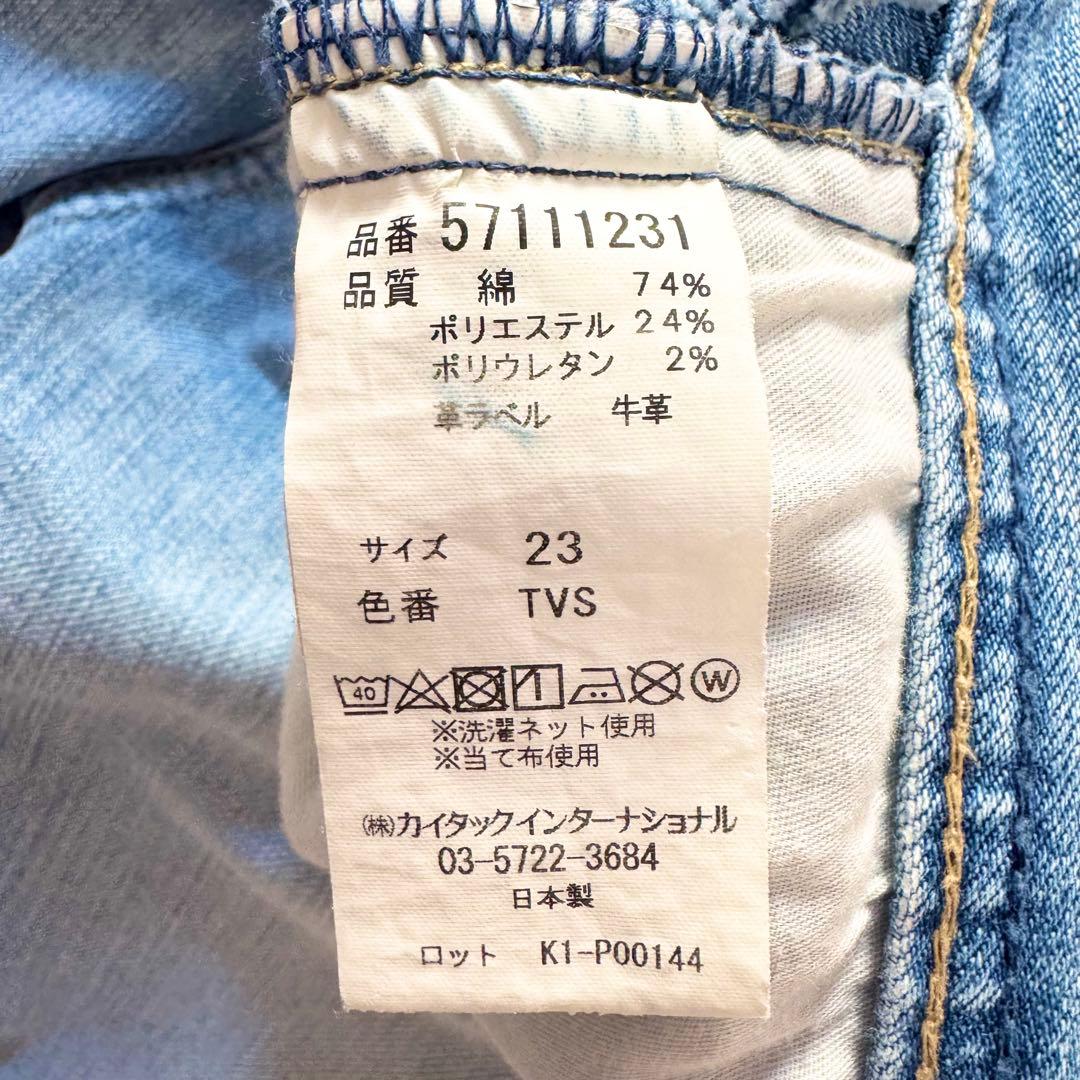 品番 57111231
品質 綿 74%
ポリエステル 24%
ポリウレタン 2%
革ラベル 牛革
サイズ 23
色番 TVS
40 W
※洗濯ネット使用
※当て布使用
㈱カイタックインターナショナル
03-5722-3684
日本製
ロット K1-P00144